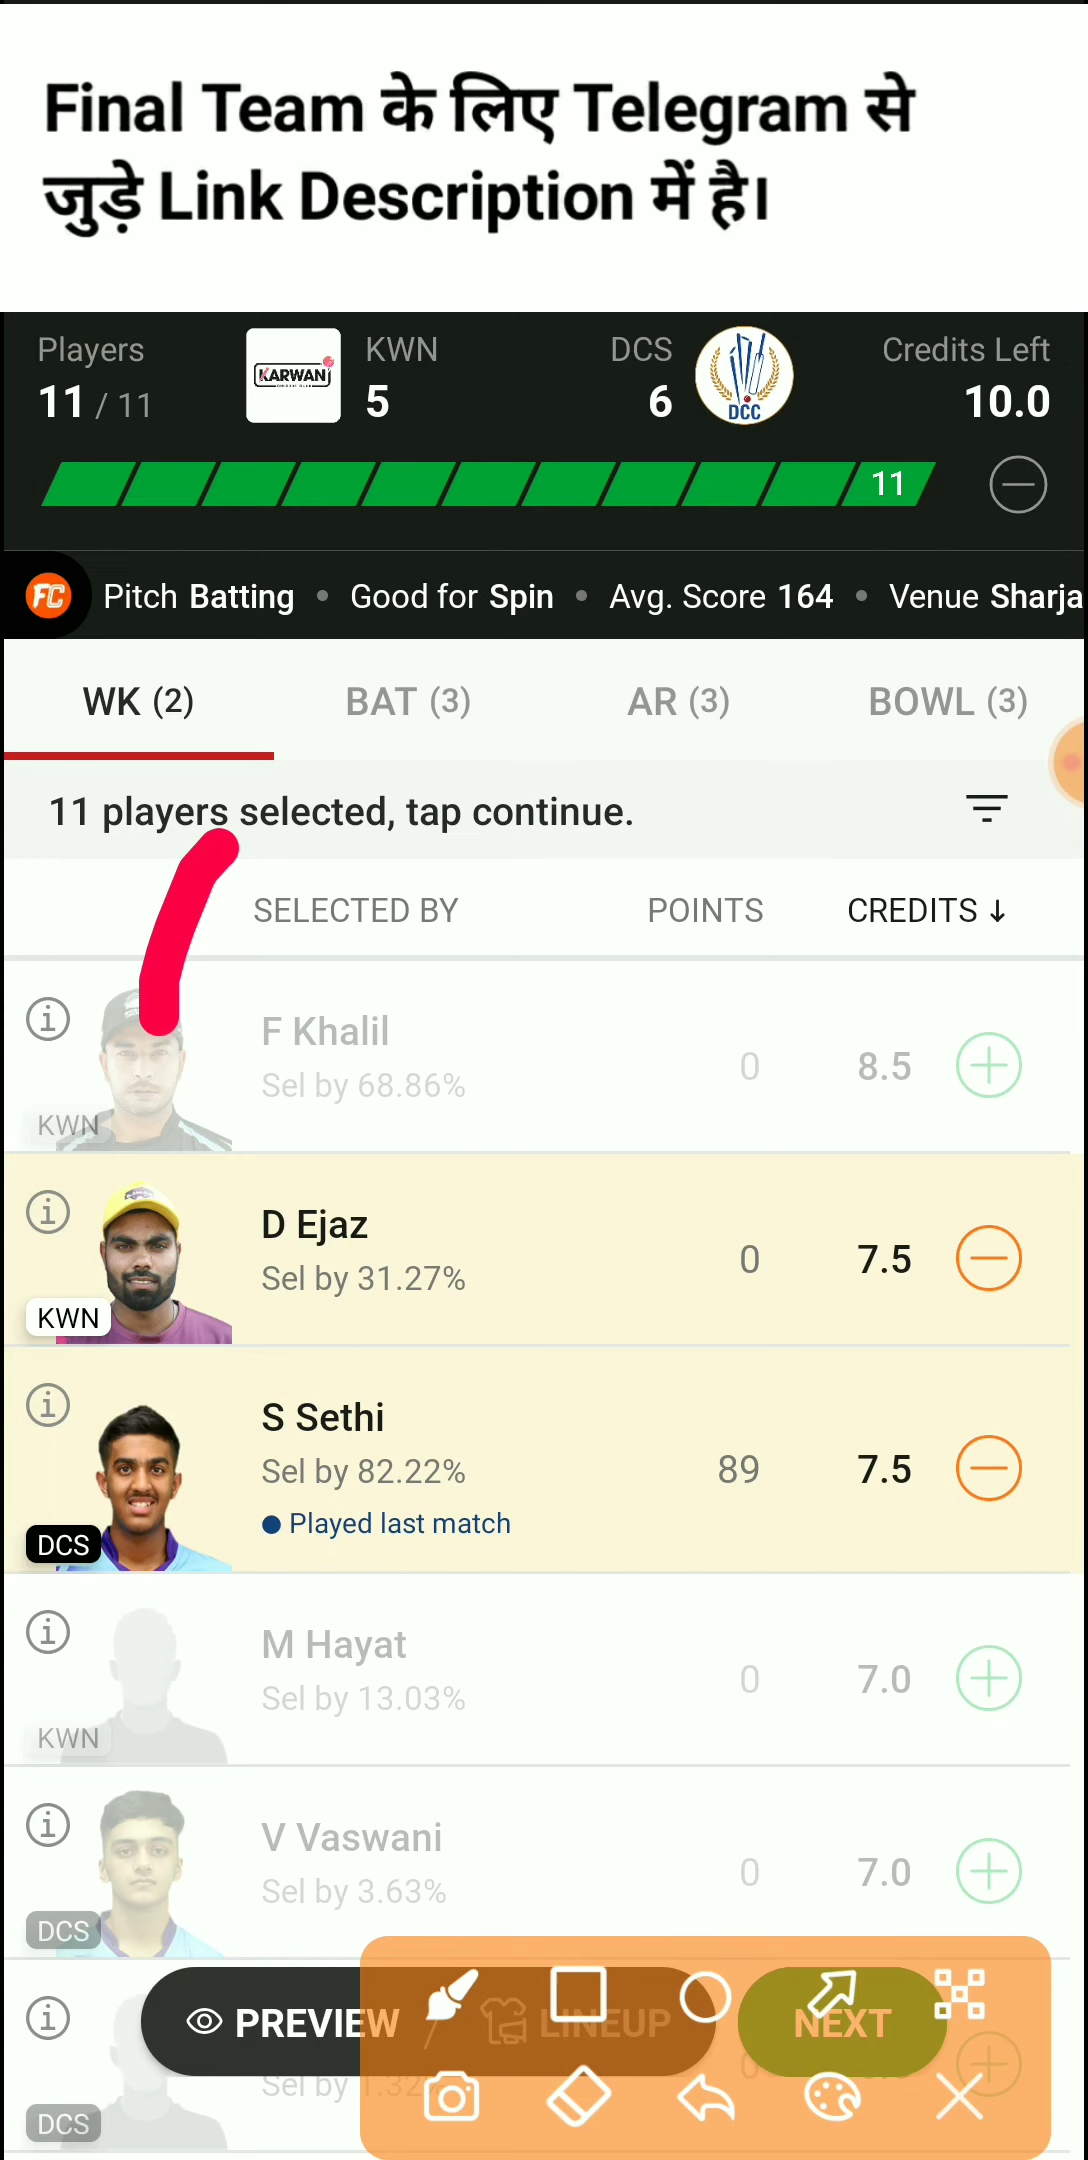 Final Team के लिए Telegram से
जुड़े Link Description में है।
Players KWN DCS Credits Left
11 / 11 KARWAN 5 6 DCC 10.0
11
FC Pitch Batting • Good for Spin • Avg. Score 164 • Venue Sharja
WK (2) BAT (3) AR (3) BOWL (3)
11 players selected, tap continue.
SELECTED BY POINTS CREDITS ↓
F Khalil
Sel by 68.86% 0 8.5
KWN
D Ejaz
Sel by 31.27% 0 7.5
KWN
S Sethi
Sel by 82.22% 89 7.5
Played last match
DCS
M Hayat
Sel by 13.03% 0 7.0
KWN
V Vaswani
Sel by 3.63% 0 7.0
DCS
PREVIEW LINEUP NEXT
Sel by 1.32
DCS